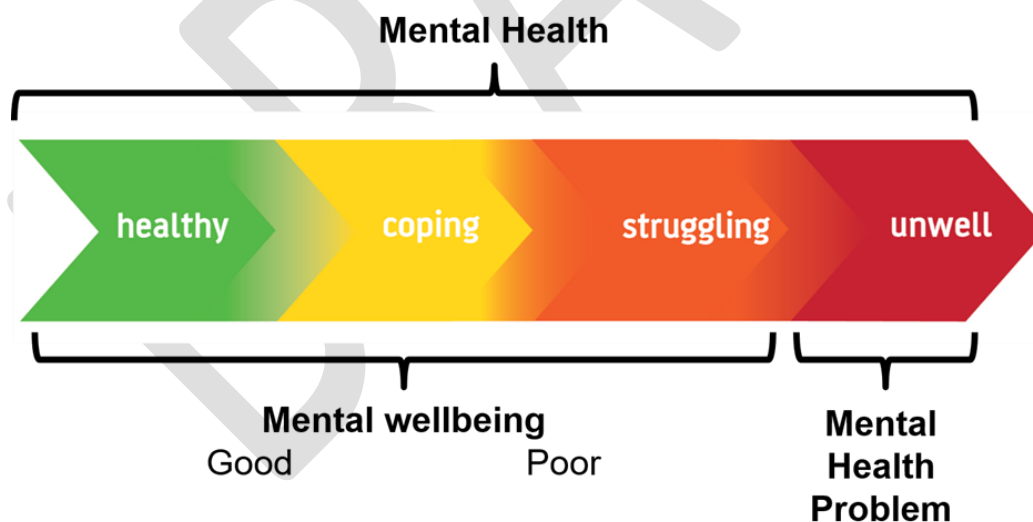 Mental Health
healthy coping struggling unwell
Mental wellbeing
Good Poor
Mental
Health
Problem